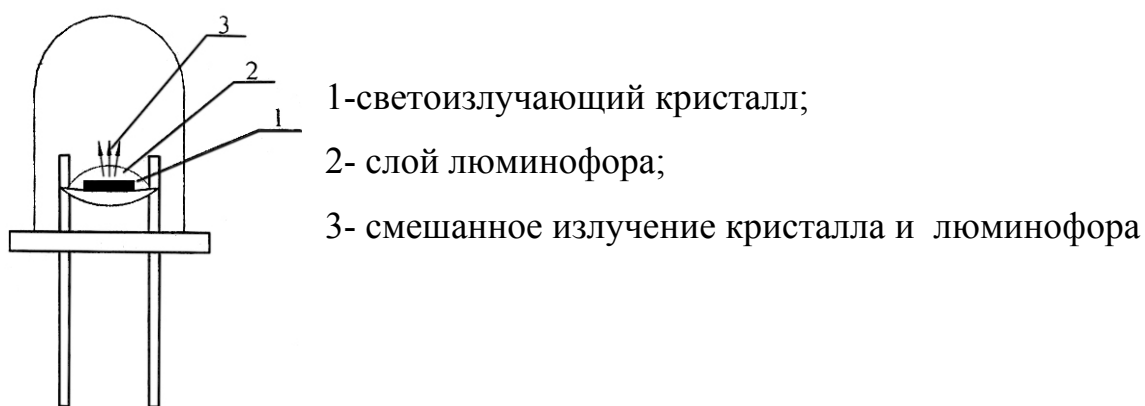 3
2
1
1-светоизлучающий кристалл;
2- слой люминофора;
3- смешанное излучение кристалла и люминофора